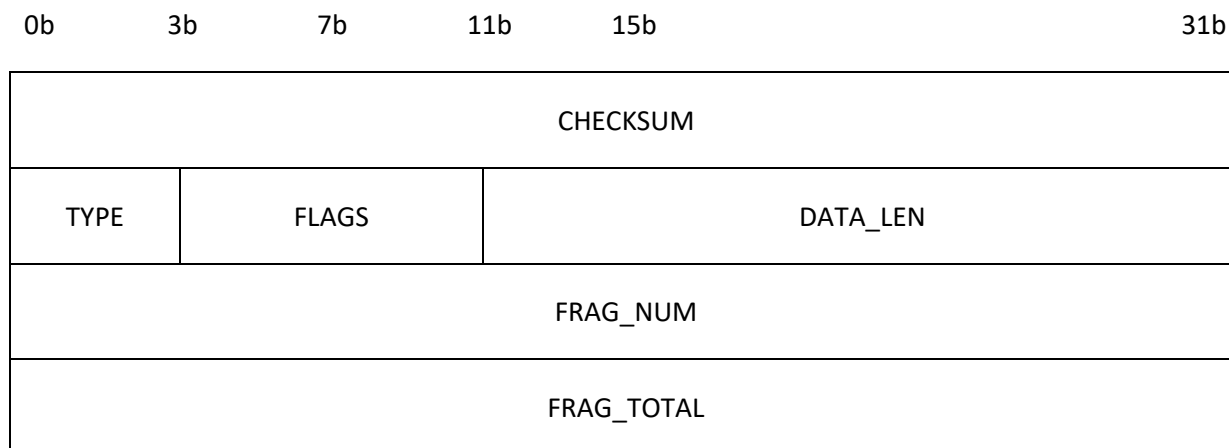 0b 3b 7b 11b 15b 31b
CHECKSUM
TYPE FLAGS DATA_LEN
FRAG_NUM
FRAG_TOTAL